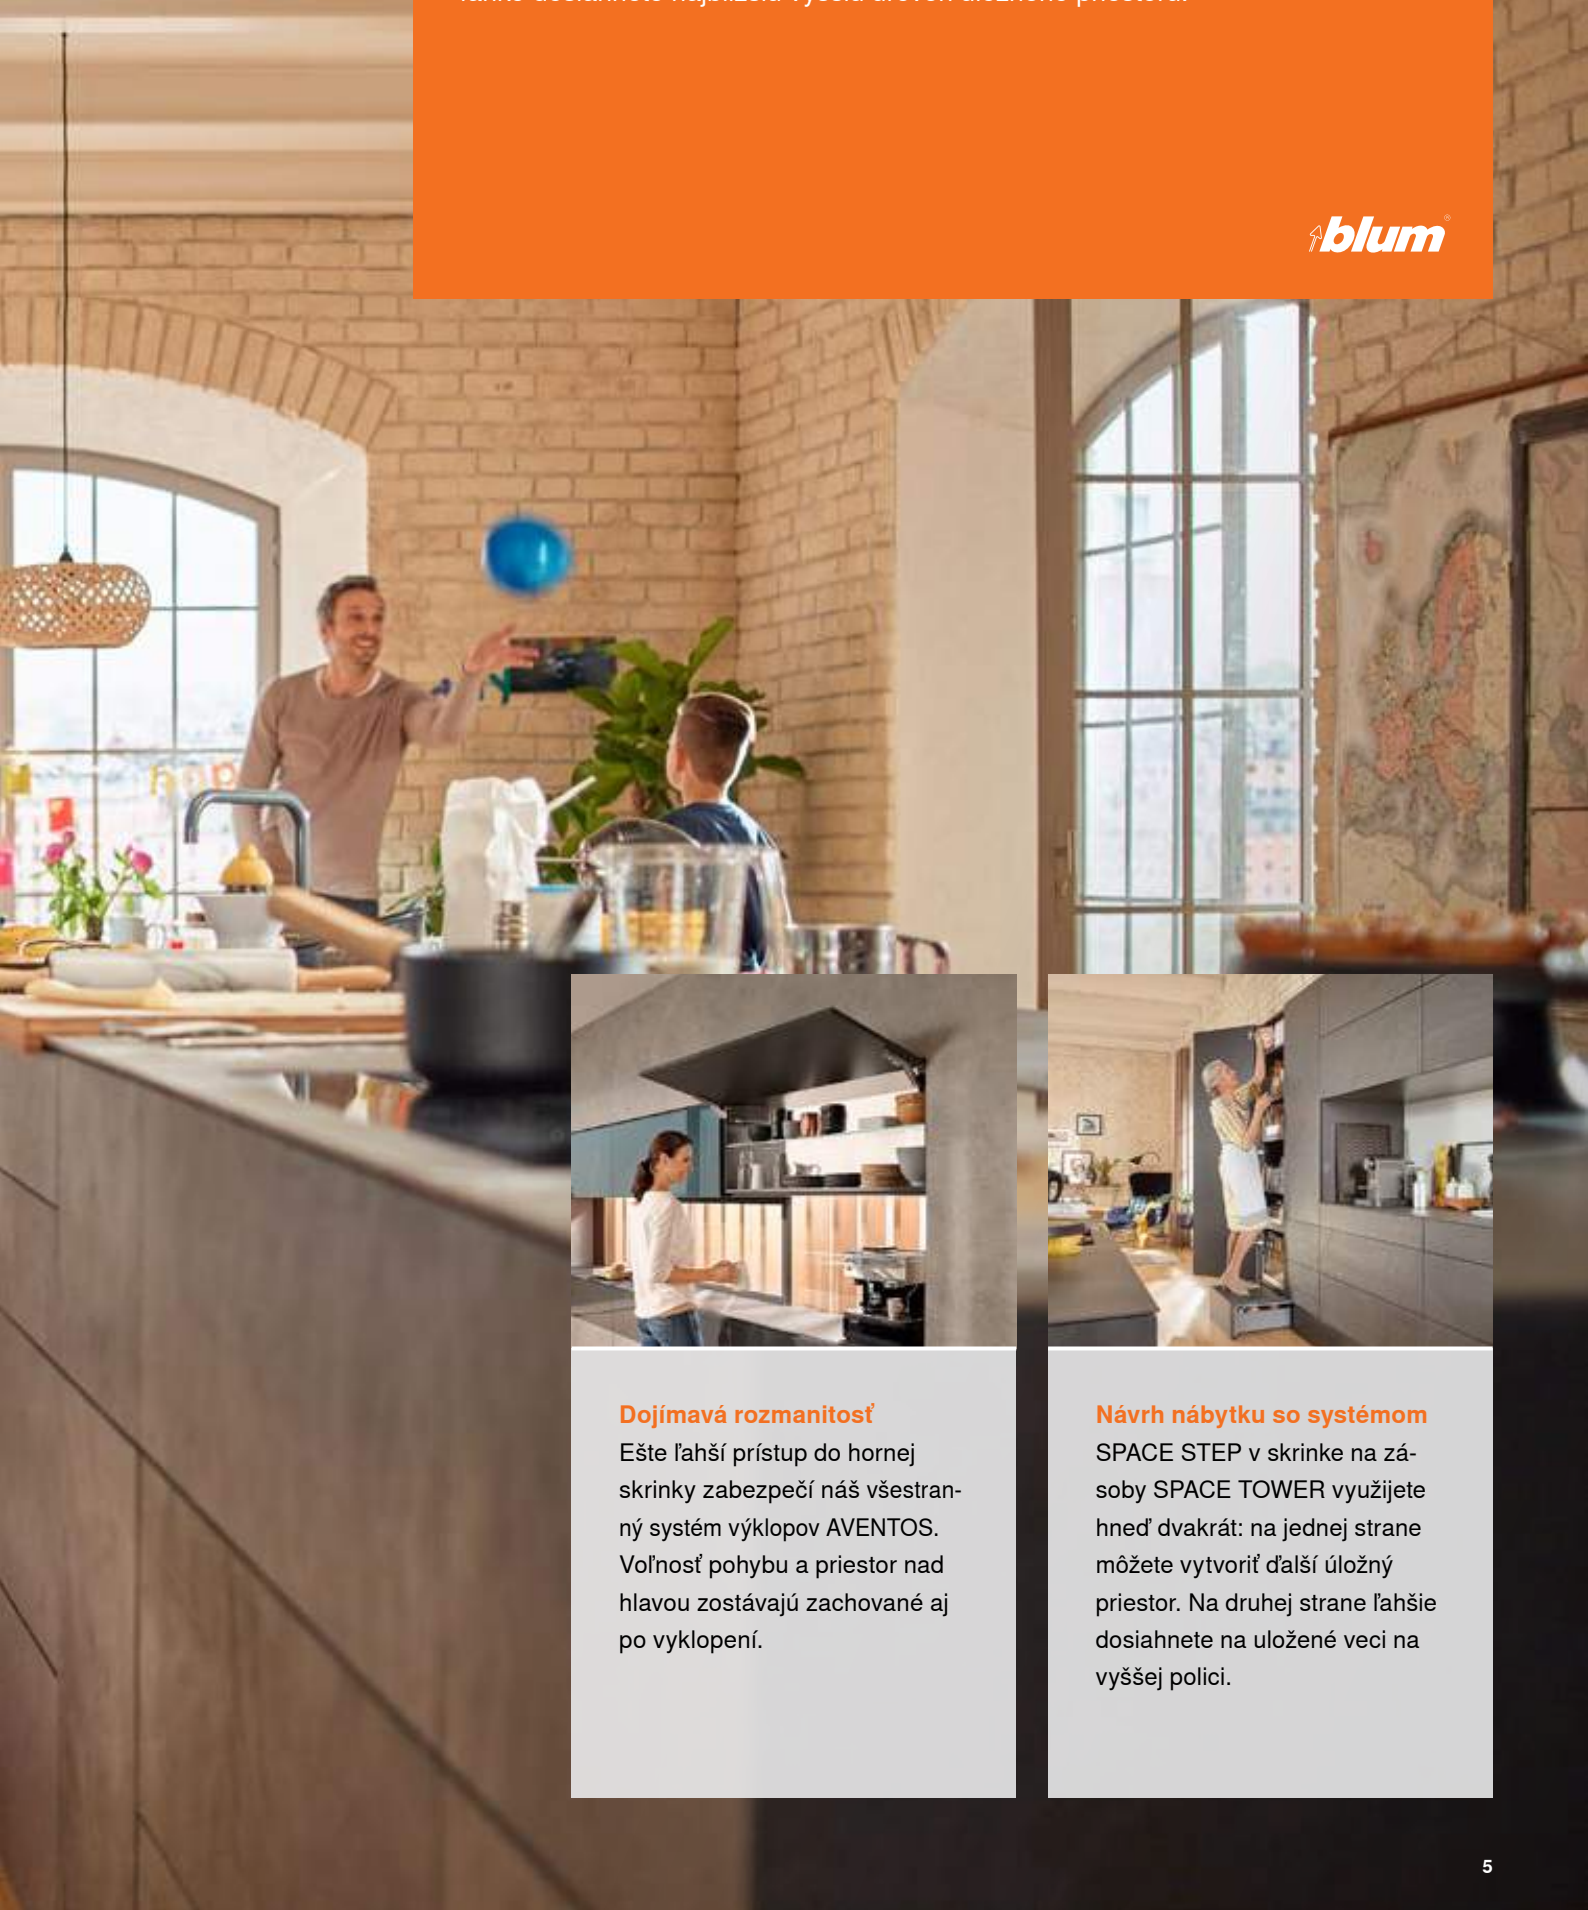 blum®
Dojímavá rozmanitosť
Ešte ľahší prístup do hornej
skrinky zabezpečí náš všestran-
ný systém výklopov AVENTOS.
Voľnosť pohybu a priestor nad
hlavou zostávajú zachované aj
po vyklopení.
Návrh nábytku so systémom
SPACE STEP v skrinke na zá-
soby SPACE TOWER využijete
hneď dvakrát: na jednej strane
môžete vytvoriť ďalší úložný
priestor. Na druhej strane ľahšie
dosiahnete na uložené veci na
vyššej polici.
5